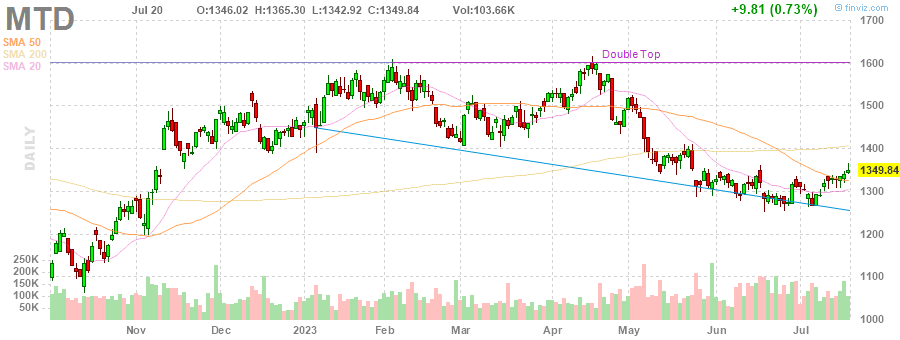 MTD
Jul 20 O:1346.02 H:1365.30 L:1342.92 C:1349.84 Vol:103.66K +9.81 (0.73%)
© finviz.com
SMA 50
SMA 200
SMA 20
Double Top
DAILY
1700
1600
1500
1400
1349.84
1300
1200
1100
1000
250K
200K
150K
100K
50K
Nov Dec 2023 Feb Mar Apr May Jun Jul